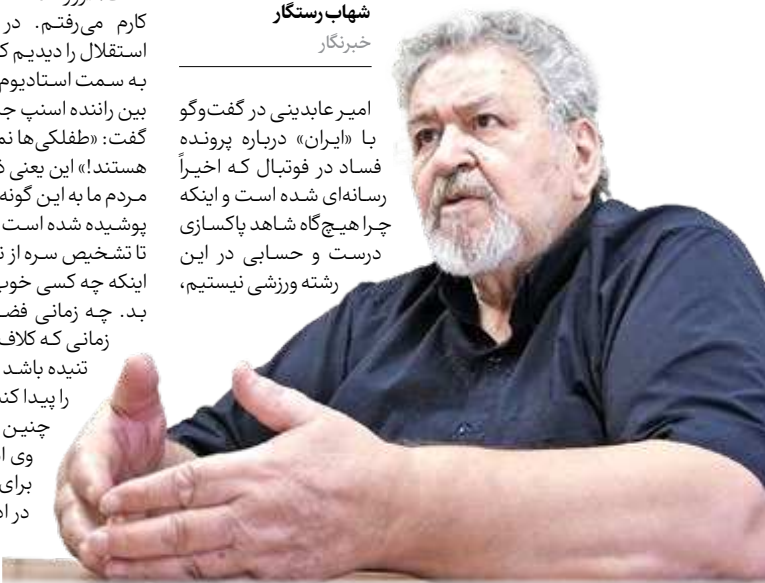 شهاب رستگار
خبرنگار
امیر عابدینی در گفت‌وگو
با «ایران» درباره پرونده
فساد در فوتبال که اخیراً
رسانه‌ای شده است و اینکه
چرا هیچ‌گاه شاهد پاکسازی
درست و حسابی در این
رشته ورزشی نیستیم،
کارم می‌رفتم. در
استقلال را دیدیم ک
به سمت استادیوم
بین راننده اسنپ ج
گفت: «طفلکی‌ها نم
هستند!» این یعنی ذ
مردم ما به این گونه
پوشیده شده است
تا تشخیص سره از ن
اینکه چه کسی خوب
بد. چه زمانی فض
زمانی که کلاف
تنیده باشد
را پیدا کند
چنین
وی ا
برای
در اد